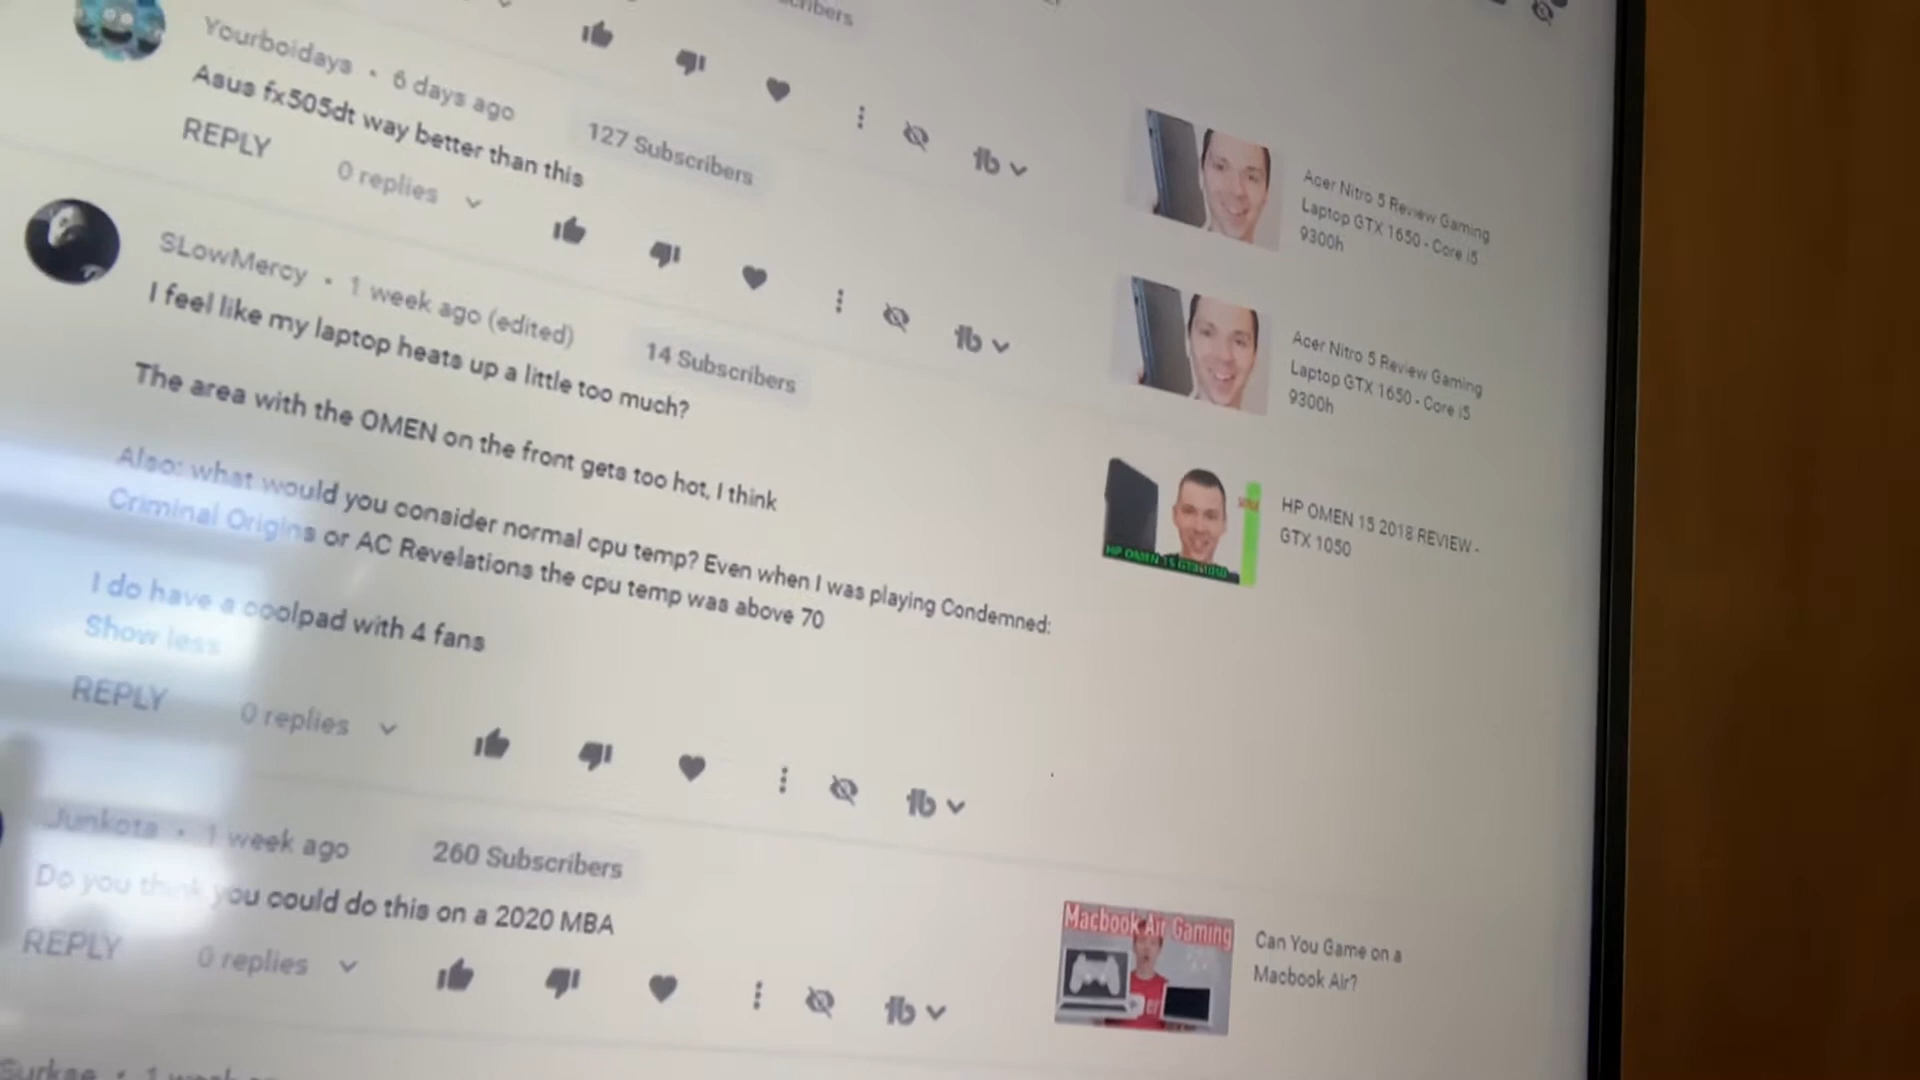 Yourboidays • 6 days ago
127 Subscribers
Asus fx505dt way better than this
REPLY
0 replies
Acer Nitro 5 Review Gaming
Laptop GTX 1650 - Core i5
9300h
SLowMercy • 1 week ago (edited)
14 Subscribers
I feel like my laptop heats up a little too much?
The area with the OMEN on the front gets too hot, I think
Also: what would you consider normal cpu temp? Even when I was playing Condemned:
Criminal Origins or AC Revelations the cpu temp was above 70
I do have a coolpad with 4 fans
Show less
REPLY
0 replies
Acer Nitro 5 Review Gaming
Laptop GTX 1650 - Core i5
9300h
HP OMEN 15 2018 REVIEW -
GTX 1050
Junkota • 1 week ago
260 Subscribers
Do you think you could do this on a 2020 MBA
REPLY
0 replies
Macbook Air Gaming
Can You Game on a
Macbook Air?